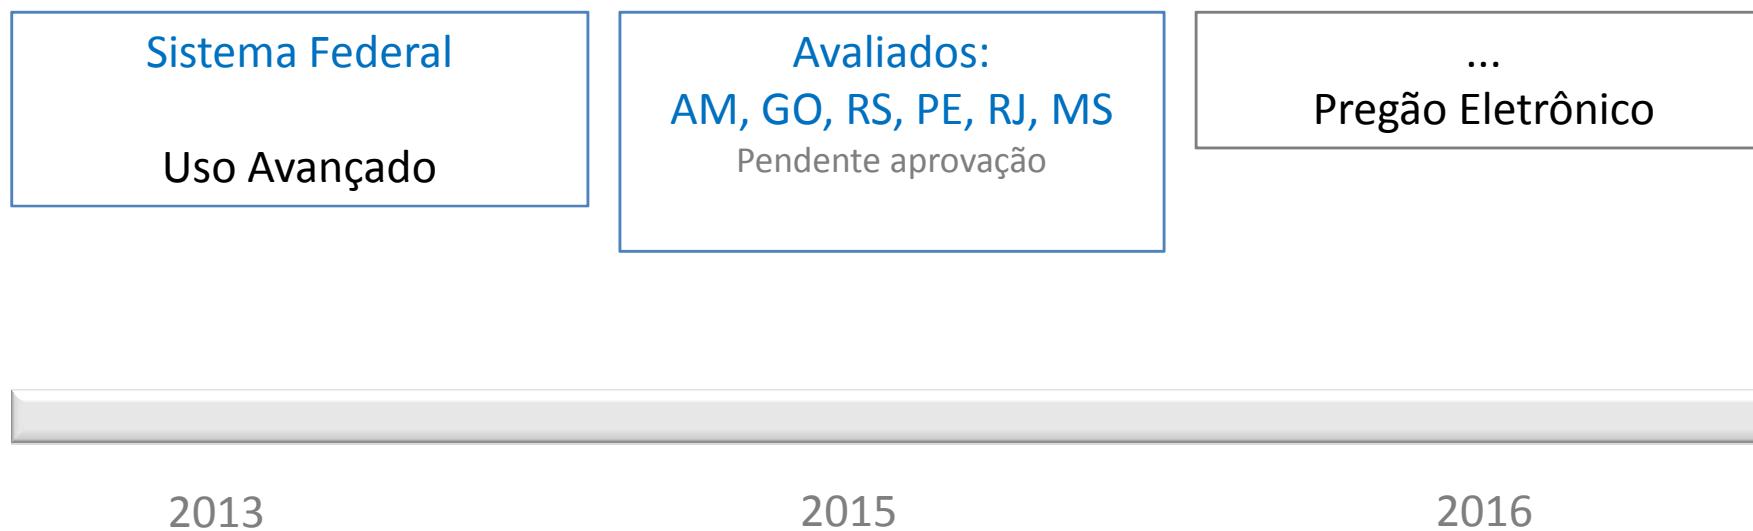 Sistema Federal
Uso Avançado
Avaliados:
AM, GO, RS, PE, RJ, MS
Pendente aprovação
...
Pregão Eletrônico
2013
2015
2016